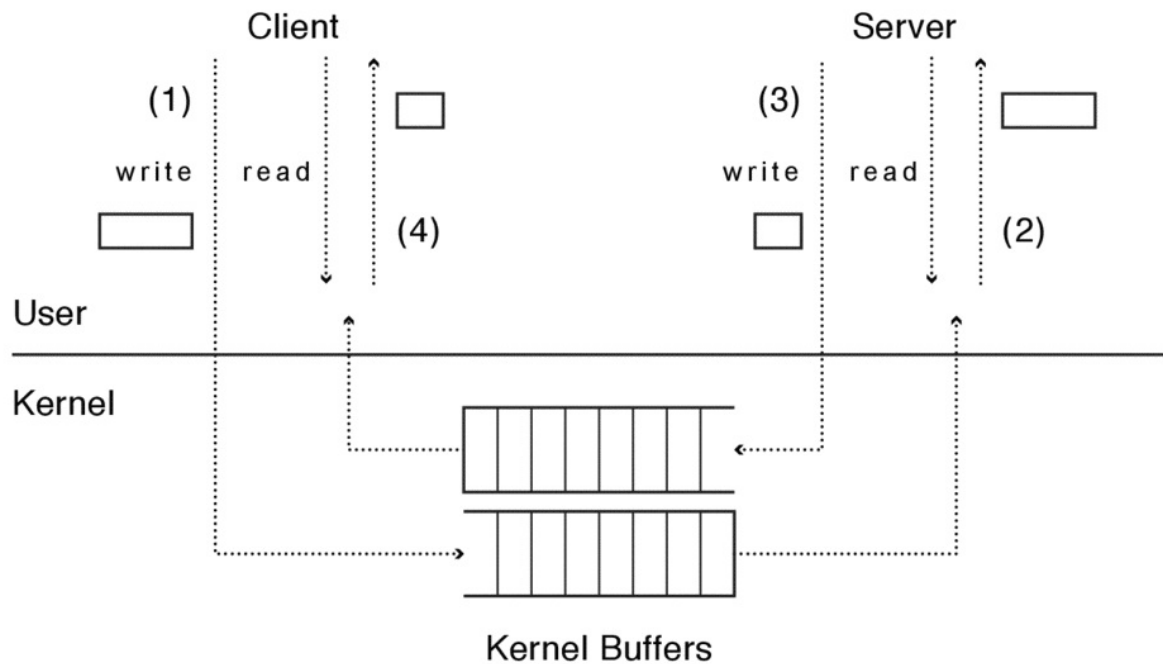 Client
Server
(1)
(3)
write
read
write
read
(4)
(2)
User
Kernel
Kernel Buffers